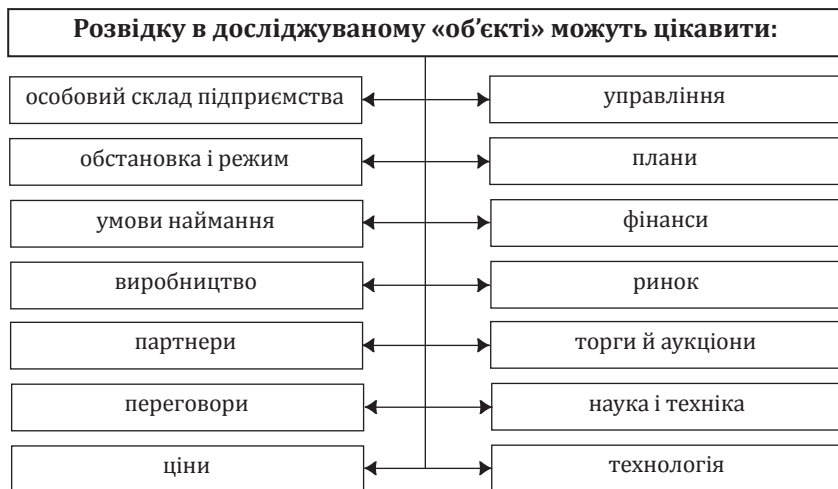 Розвідку в досліджуваному «об’єкті» можуть цікавити:
особовий склад підприємства
управління
обстановка і режим
плани
умови наймання
фінанси
виробництво
ринок
партнери
торги й аукціони
переговори
наука і техніка
ціни
технологія